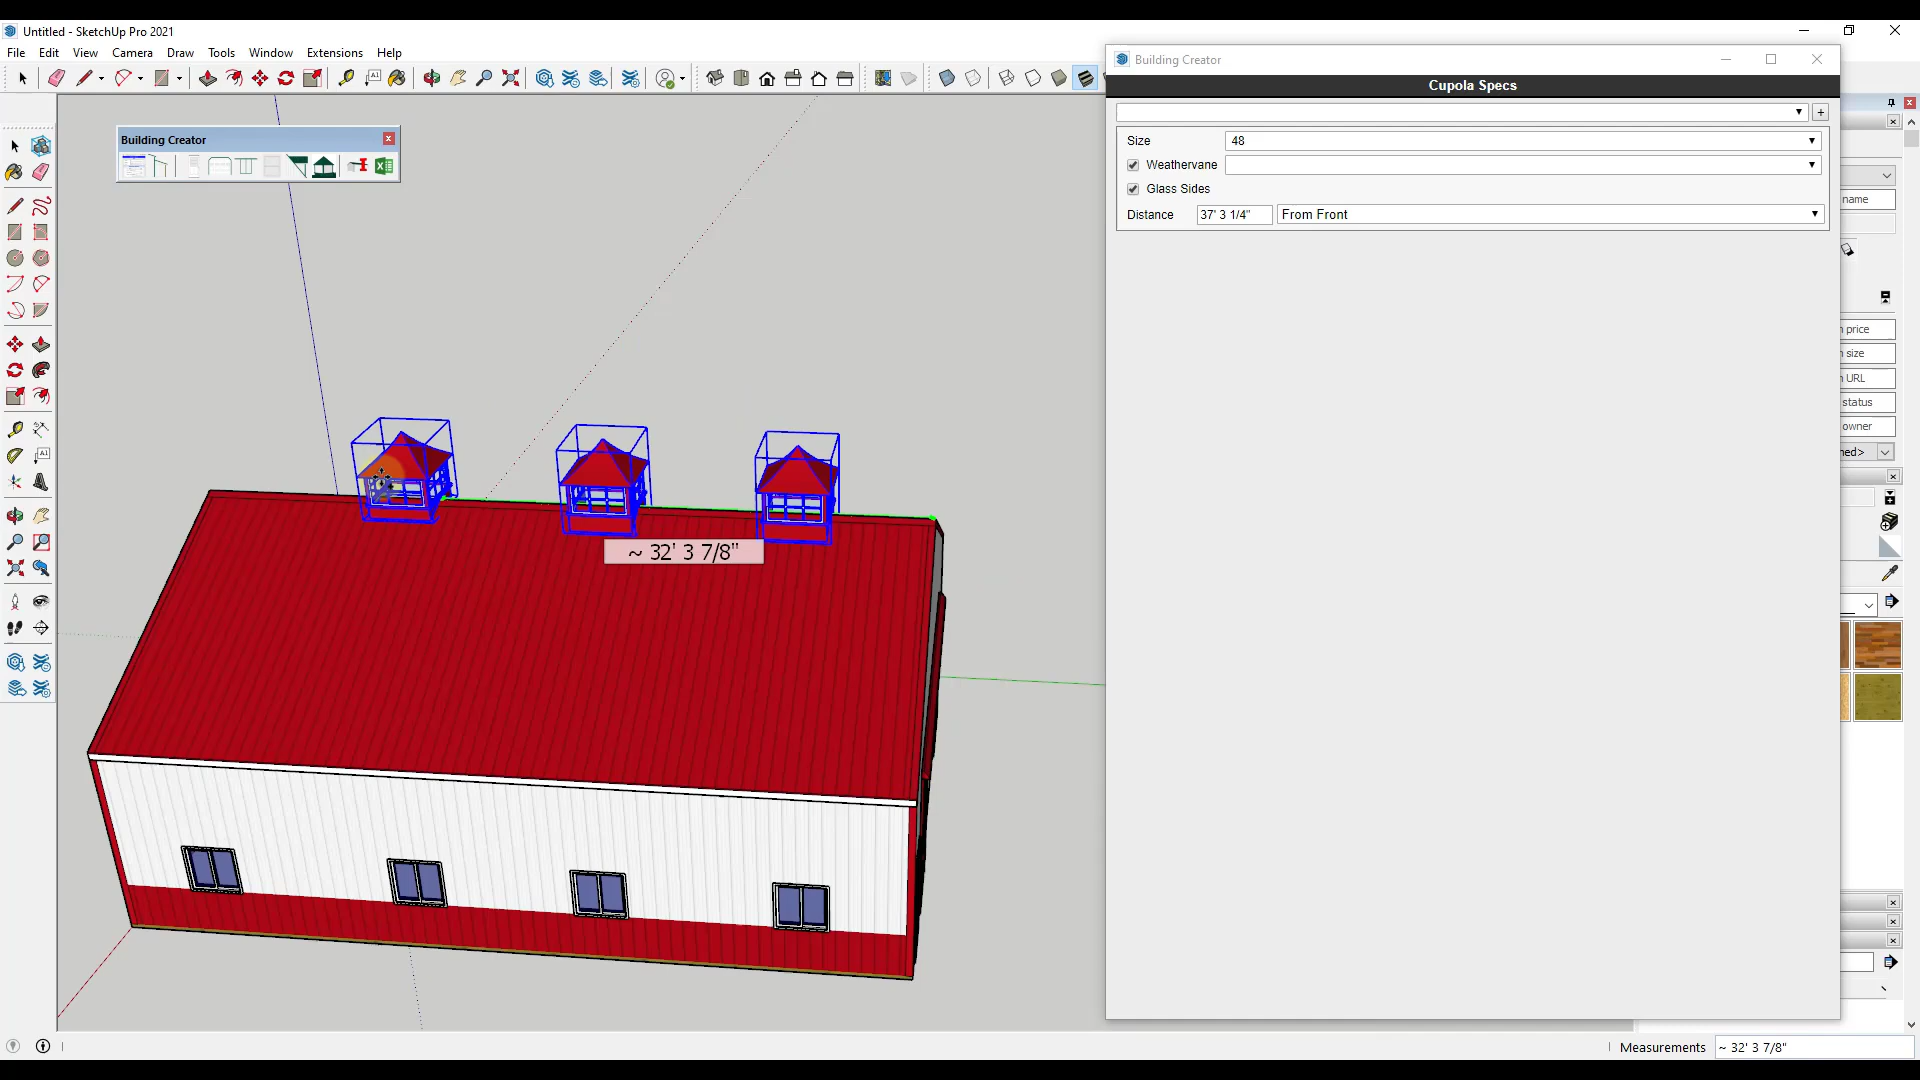 Untitled - SketchUp Pro 2021
File Edit View Camera Draw Tools Window Extensions Help
Building Creator
Cupola Specs
+
Size 48
Weathervane
Glass Sides
Distance 37' 3 1/4" From Front
Building Creator
name
price
size
URL
status
owner
ned>
~ 32' 3 7/8"
Measurements ~ 32' 3 7/8"